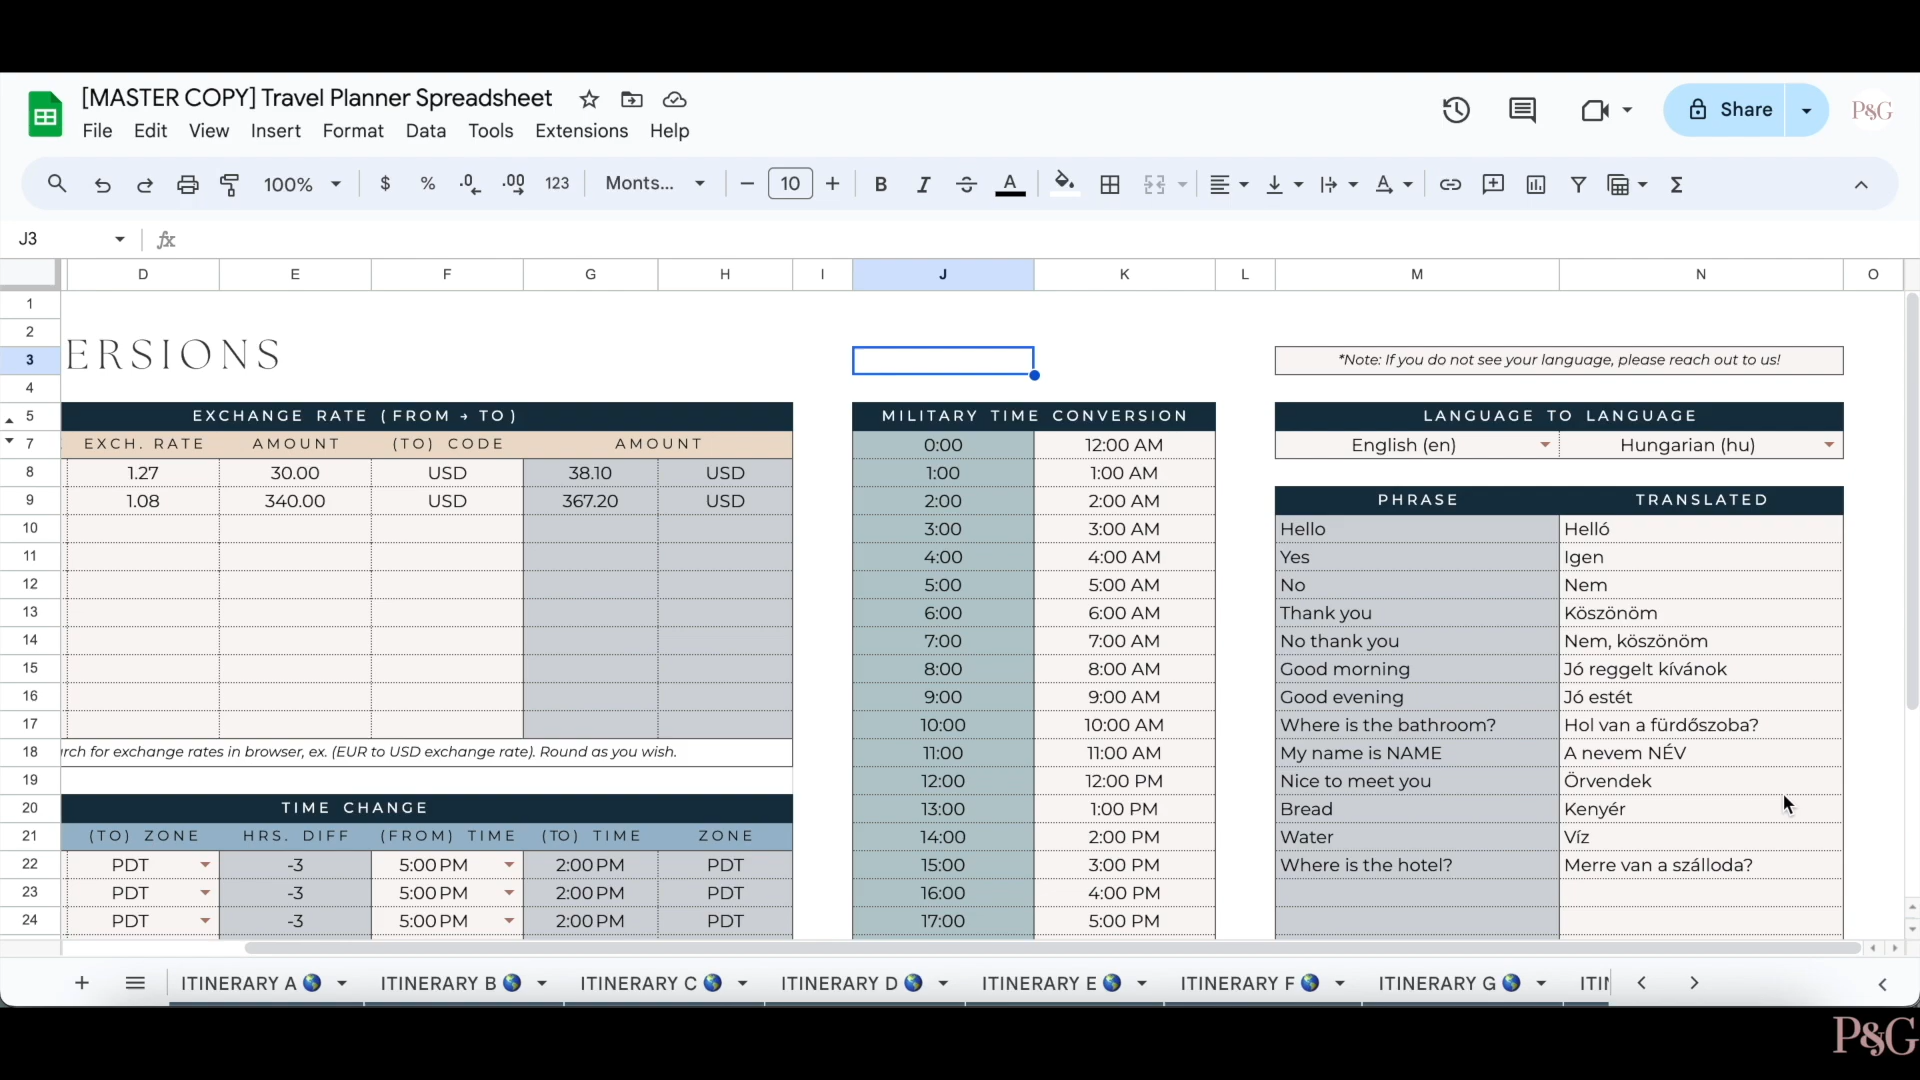 [MASTER COPY] Travel Planner Spreadsheet
File Edit View Insert Format Data Tools Extensions Help
Share
P&G
100% $ % .0 .00 123 Monts... 10 B I A
J3 fx
D E F G H I J K L M N O
1
2
3 ERSIONS *Note: If you do not see your language, please reach out to us!
4
5 EXCHANGE RATE (FROM → TO) MILITARY TIME CONVERSION LANGUAGE TO LANGUAGE
7 EXCH. RATE AMOUNT (TO) CODE AMOUNT 0:00 12:00 AM English (en) Hungarian (hu)
8 1.27 30.00 USD 38.10 USD 1:00 1:00 AM
9 1.08 340.00 USD 367.20 USD 2:00 2:00 AM PHRASE TRANSLATED
10 3:00 3:00 AM Hello Helló
11 4:00 4:00 AM Yes Igen
12 5:00 5:00 AM No Nem
13 6:00 6:00 AM Thank you Köszönöm
14 7:00 7:00 AM No thank you Nem, köszönöm
15 8:00 8:00 AM Good morning Jó reggelt kívánok
16 9:00 9:00 AM Good evening Jó estét
17 10:00 10:00 AM Where is the bathroom? Hol van a fürdőszoba?
18 rch for exchange rates in browser, ex. (EUR to USD exchange rate). Round as you wish. 11:00 11:00 AM My name is NAME A nevem NÉV
19 12:00 12:00 PM Nice to meet you Örvendek
20 TIME CHANGE 13:00 1:00 PM Bread Kenyér
21 (TO) ZONE HRS. DIFF (FROM) TIME (TO) TIME ZONE 14:00 2:00 PM Water Víz
22 PDT -3 5:00 PM 2:00 PM PDT 15:00 3:00 PM Where is the hotel? Merre van a szálloda?
23 PDT -3 5:00 PM 2:00 PM PDT 16:00 4:00 PM
24 PDT -3 5:00 PM 2:00 PM PDT 17:00 5:00 PM
ITINERARY A ITINERARY B ITINERARY C ITINERARY D ITINERARY E ITINERARY F ITINERARY G ITIN
P&G